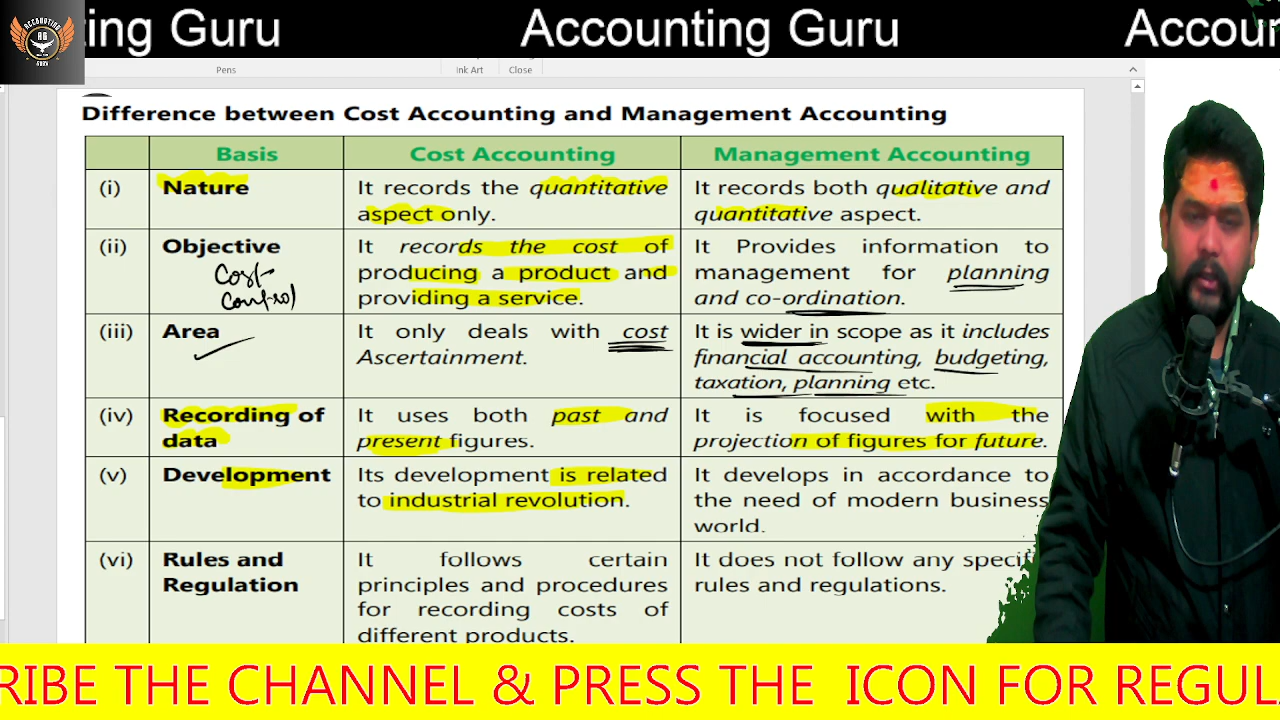 ting Guru Accounting Guru Accour
ACCOUNTING
AG
GURU
Pens Ink Art Close
Difference between Cost Accounting and Management Accounting
Basis Cost Accounting Management Accounting
(i) Nature It records the quantitative It records both qualitative and
aspect only. quantitative aspect.
(ii) Objective It records the cost of It Provides information to
Cost producing a product and management for planning
Control providing a service. and co-ordination.
(iii) Area It only deals with cost It is wider in scope as it includes
Ascertainment. financial accounting, budgeting,
taxation, planning etc.
(iv) Recording of It uses both past and It is focused with the
data present figures. projection of figures for future.
(v) Development Its development is related It develops in accordance to
to industrial revolution. the need of modern business
world.
(vi) Rules and It follows certain It does not follow any specif
Regulation principles and procedures rules and regulations.
for recording costs of
different products.
RIBE THE CHANNEL & PRESS THE ICON FOR REGUL